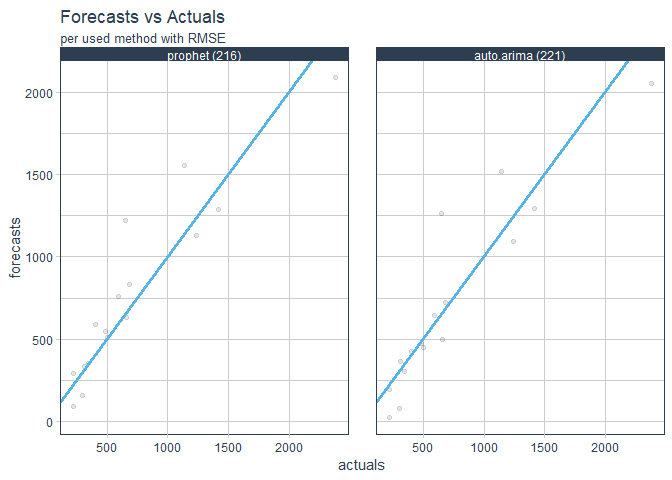 Forecasts vs Actuals
per used method with RMSE
prophet (216)
auto.arima (221)
2000
1500
1000
500
0
forecasts
500 1000 1500 2000
500 1000 1500 2000
actuals